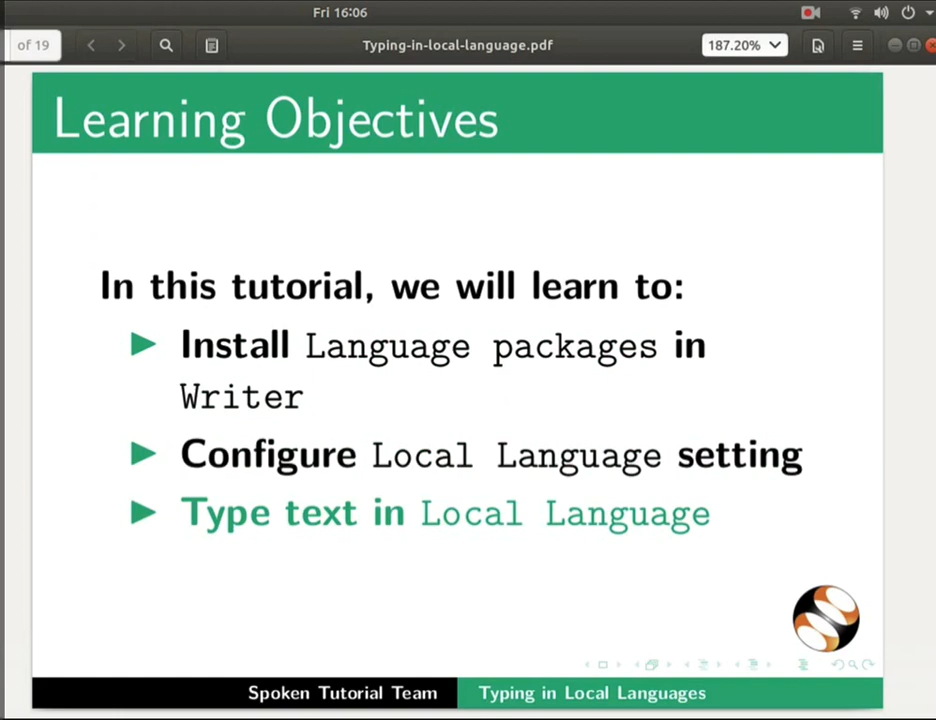 Fri 16:06
of 19
Typing-in-local-language.pdf
187.20%
Learning Objectives
In this tutorial, we will learn to:
Install Language packages in
Writer
Configure Local Language setting
Type text in Local Language
Spoken Tutorial Team
Typing in Local Languages